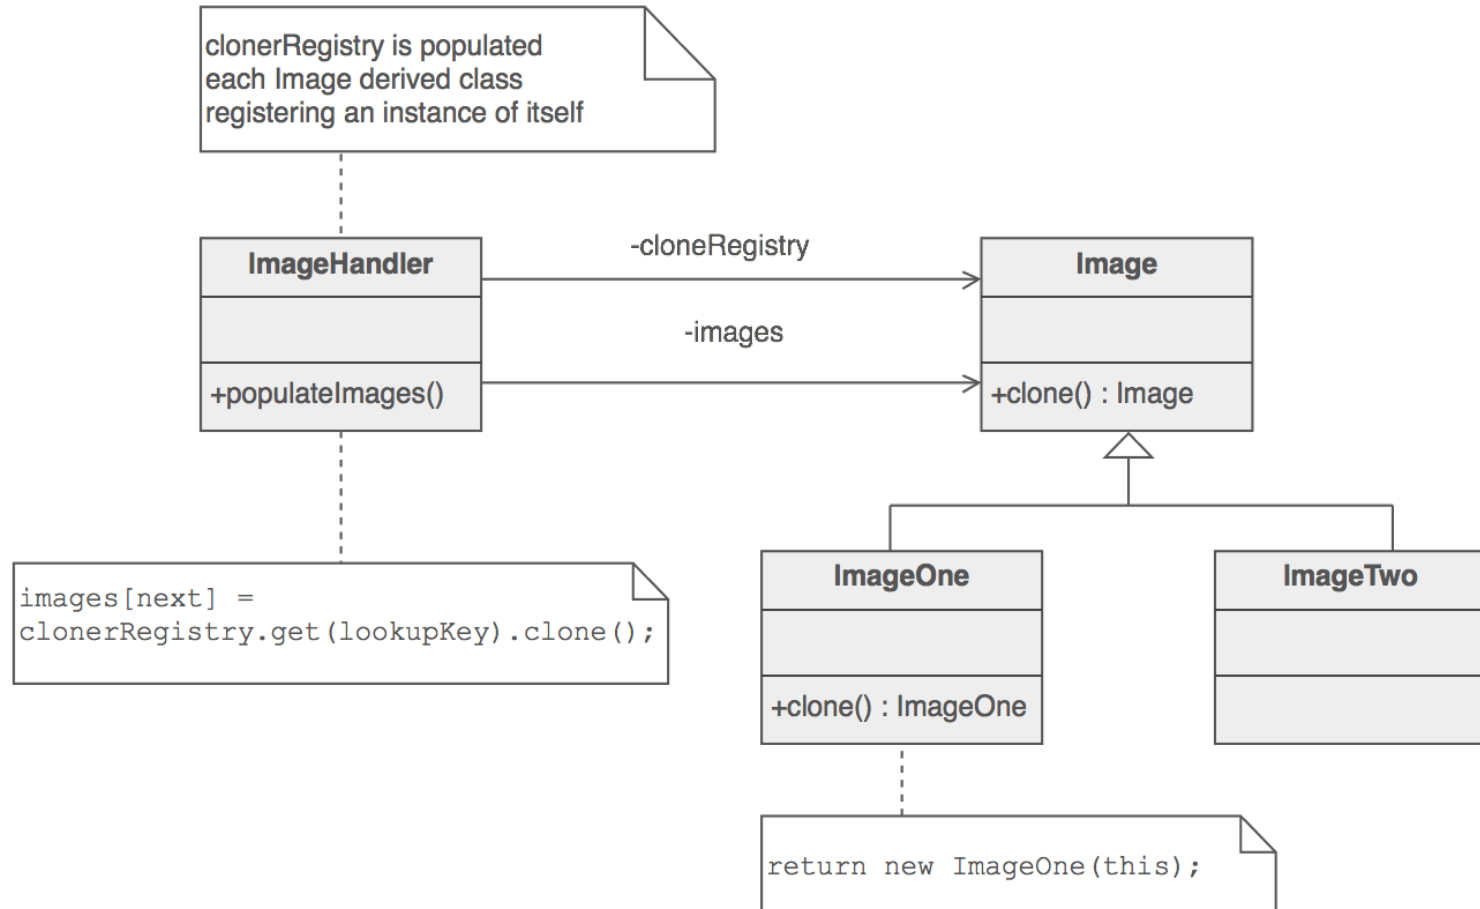 clonerRegistry is populated
each Image derived class
registering an instance of itself
ImageHandler
+populateImages()
-cloneRegistry
-images
Image
+clone() : Image
images[next] =
clonerRegistry.get(lookupKey).clone();
ImageOne
+clone() : ImageOne
ImageTwo
return new ImageOne(this);